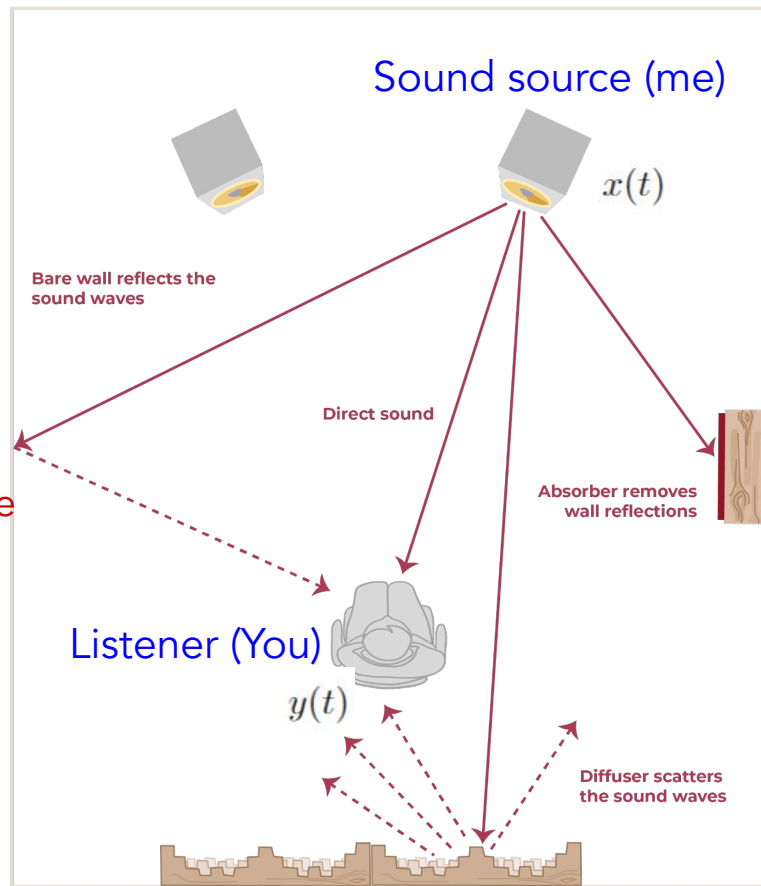 Sound source (me)
x(t)
Bare wall reflects the
sound waves
Direct sound
Absorber removes
wall reflections
e
Listener (You)
y(t)
Diffuser scatters
the sound waves